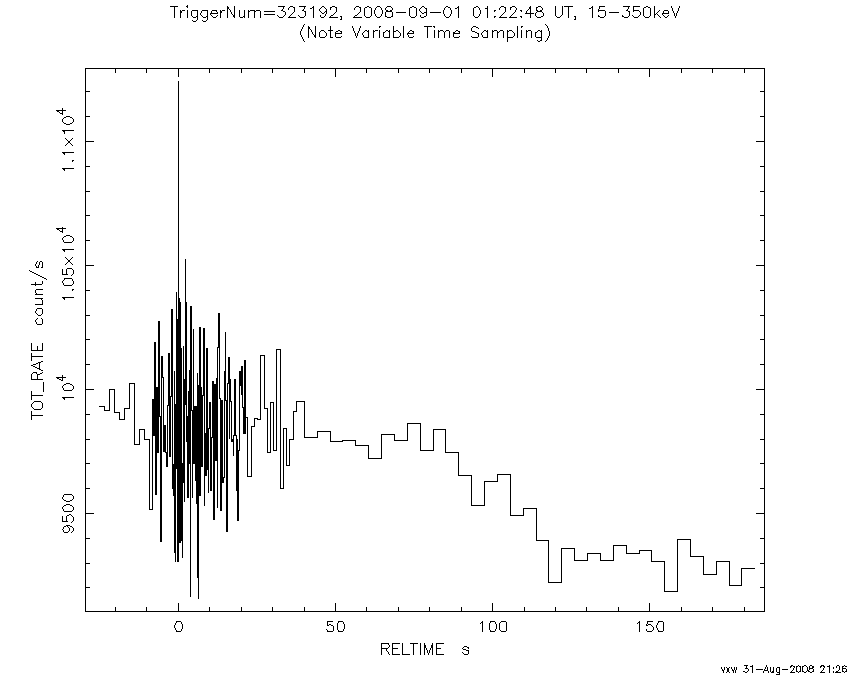 TriggerNum=323192, 2008-09-01 01:22:48 UT, 15-350keV
(Note Variable Time Sampling)
1.1×10⁴
1.05×10⁴
10⁴
9500
TOT_RATE count/s
0 50 100 150
RELTIME s
vxw 31-Aug-2008 21:26